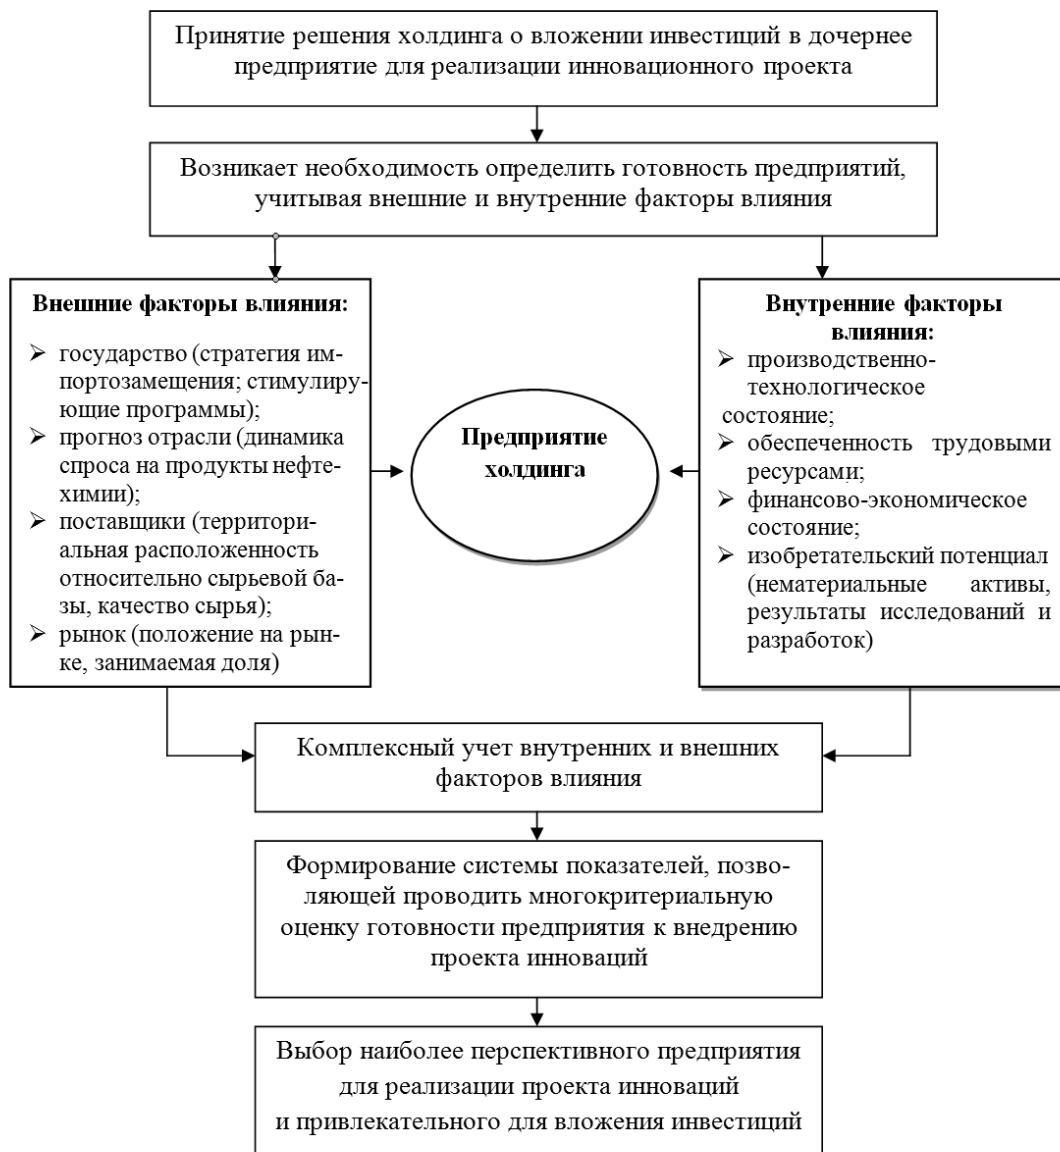 Принятие решения холдинга о вложении инвестиций в дочернее
предприятие для реализации инновационного проекта
Возникает необходимость определить готовность предприятий,
учитывая внешние и внутренние факторы влияния
Внешние факторы влияния:
➢ государство (стратегия им-
портозамещения; стимулиру-
ющие программы);
➢ прогноз отрасли (динамика
спроса на продукты нефте-
химии);
➢ поставщики (территори-
альная расположенность
относительно сырьевой ба-
зы, качество сырья);
➢ рынок (положение на рын-
ке, занимаемая доля)
Предприятие
холдинга
Внутренние факторы
влияния:
➢ производственно-
технологическое
состояние;
➢ обеспеченность трудовыми
ресурсами;
➢ финансово-экономическое
состояние;
➢ изобретательский потенциал
(нематериальные активы,
результаты исследований и
разработок)
Комплексный учет внутренних и внешних
факторов влияния
Формирование системы показателей, позво-
ляющей проводить многокритериальную
оценку готовности предприятия к внедрению
проекта инноваций
Выбор наиболее перспективного предприятия
для реализации проекта инноваций
и привлекательного для вложения инвестиций